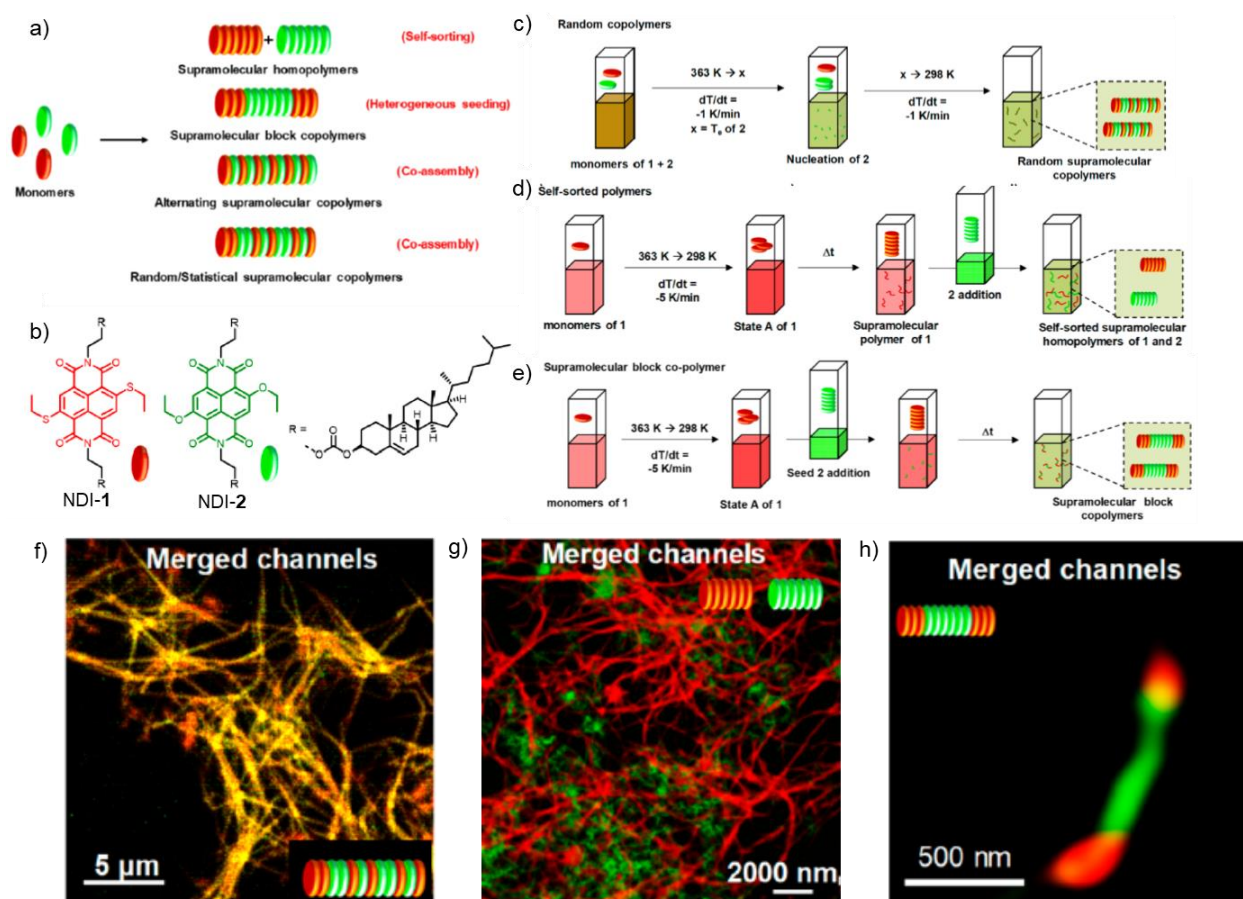 a)
(Self-sorting)
+
Supramolecular homopolymers
(Heterogeneous seeding)
Supramolecular block copolymers
Monomers
(Co-assembly)
Alternating supramolecular copolymers
(Co-assembly)
Random/Statistical supramolecular copolymers
b)
R
R
O
N
O
O
N
O
S
S
O
O
O
N
O
O
N
O
R
R
NDI-1
NDI-2
R =
O
O
O
H
H
H
c)
Random copolymers
363 K → x
dT/dt =
-1 K/min
x = Te of 2
x → 298 K
dT/dt =
-1 K/min
monomers of 1 + 2
Nucleation of 2
Random supramolecular
copolymers
d)
Self-sorted polymers
363 K → 298 K
dT/dt =
-5 K/min
Δt
2 addition
monomers of 1
State A of 1
Supramolecular
polymer of 1
Self-sorted supramolecular
homopolymers of 1 and 2
e)
Supramolecular block co-polymer
363 K → 298 K
dT/dt =
-5 K/min
Seed 2 addition
Δt
monomers of 1
State A of 1
Supramolecular block
copolymers
f)
Merged channels
5 µm
g)
Merged channels
2000 nm
h)
Merged channels
500 nm